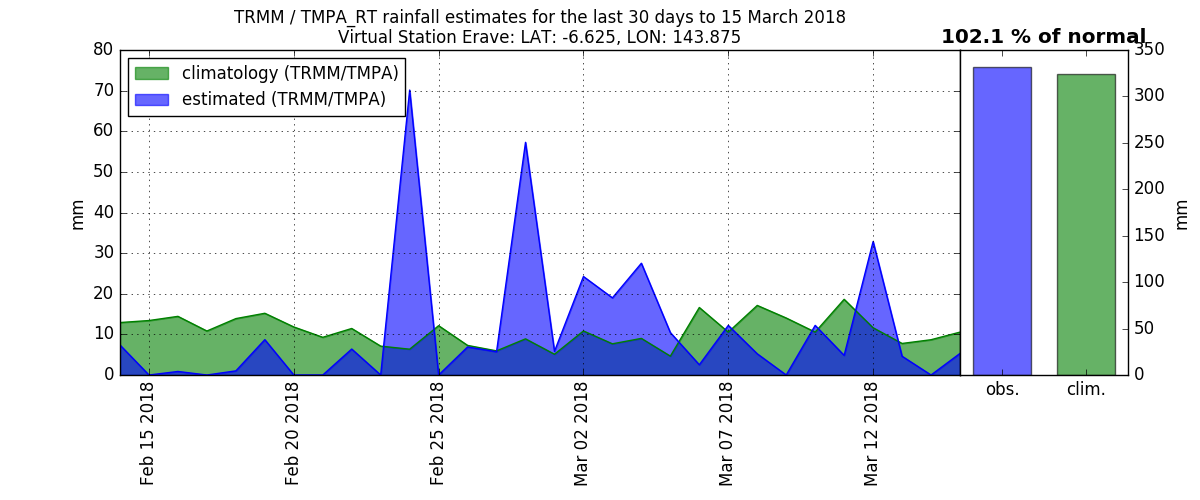 TRMM / TMPA_RT rainfall estimates for the last 30 days to 15 March 2018
Virtual Station Erave: LAT: -6.625, LON: 143.875
102.1 % of normal
climatology (TRMM/TMPA)
estimated (TRMM/TMPA)
80
70
60
50
40
30
20
10
0
mm
Feb 15 2018
Feb 20 2018
Feb 25 2018
Mar 02 2018
Mar 07 2018
Mar 12 2018
obs.
clim.
350
300
250
200
150
100
50
0
mm